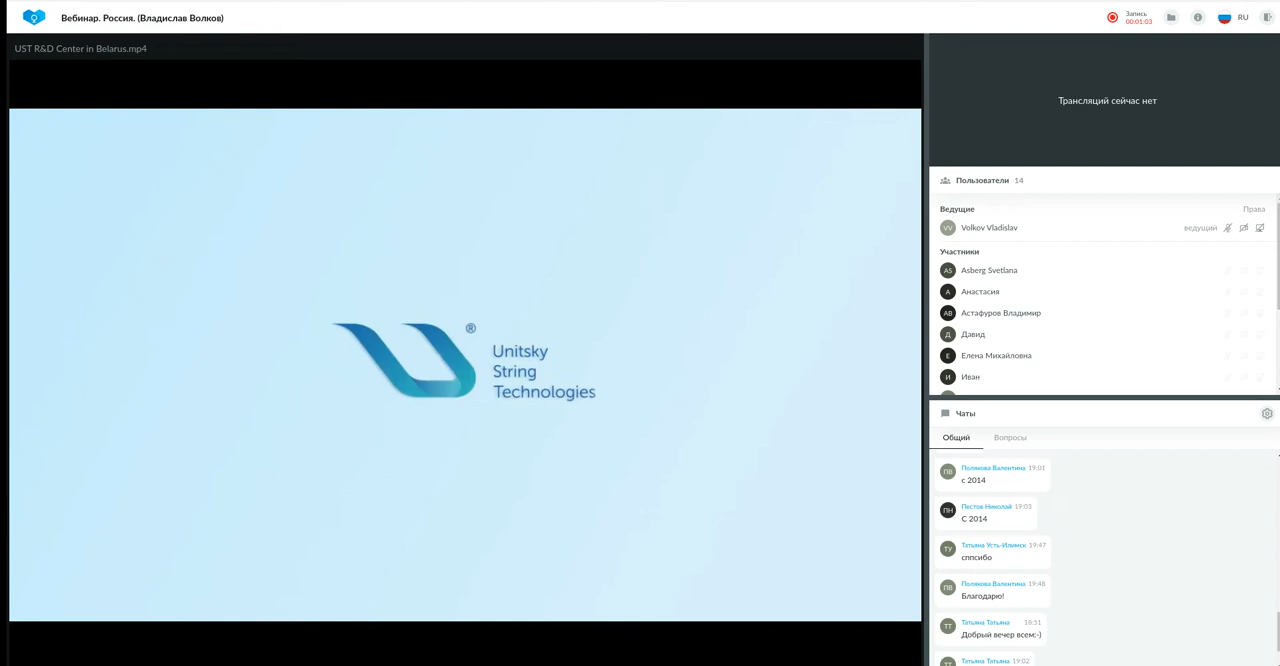 Вебинар. Россия. (Владислав Волков)
Запись
00:01:03
RU
UST R&D Center in Belarus.mp4
®
Unitsky
String
Technologies
Трансляций сейчас нет
Пользователи 14
Ведущие Права
VV Volkov Vladislav ведущий
Участники
AS Asberg Svetlana
А Анастасия
АВ Астафуров Владимир
Д Давид
Е Елена Михайловна
И Иван
Чаты
Общий Вопросы
ПВ Полякова Валентина 19:01
с 2014
ПН Пестов Николай 19:03
С 2014
ТУ Татьяна Усть-Илимск 19:47
сппсибо
ПВ Полякова Валентина 19:48
Благодарю!
ТТ Татьяна Татьяна 18:51
Добрый вечер всем:-)
ТТ Татьяна Татьяна 19:02